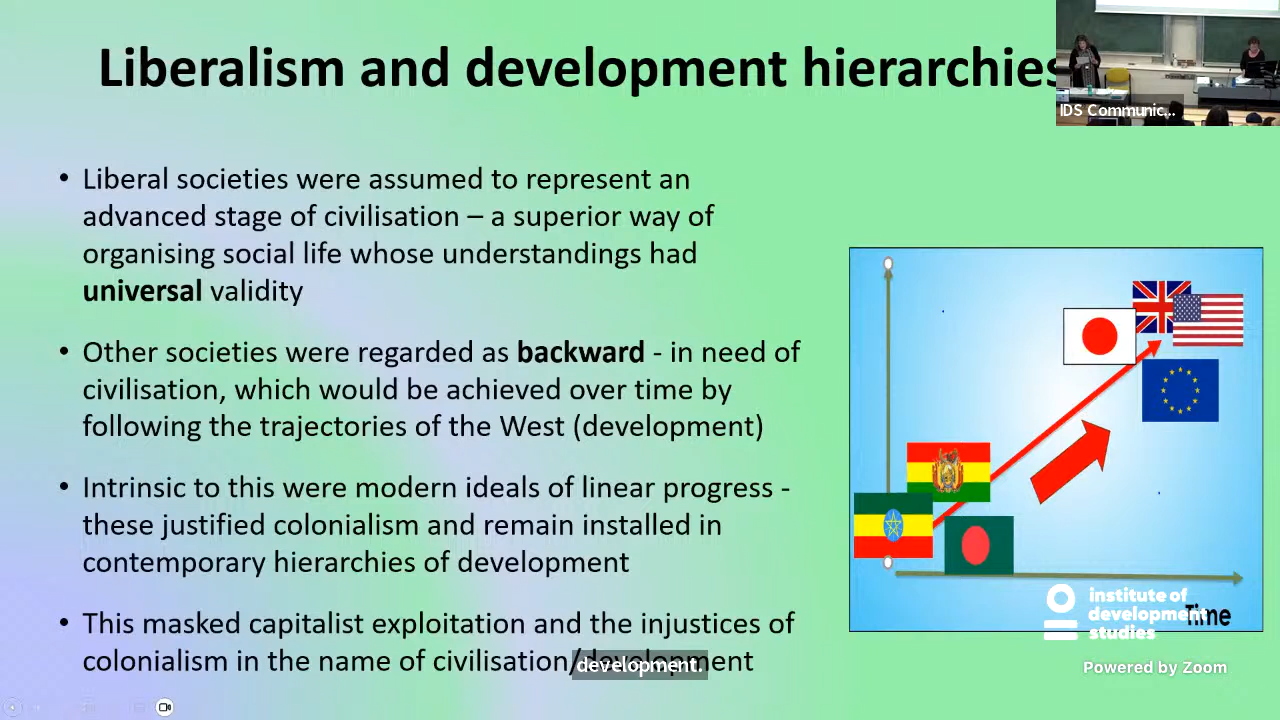 Liberalism and development hierarchies
IDS Communic...
• Liberal societies were assumed to represent an
advanced stage of civilisation – a superior way of
organising social life whose understandings had
universal validity
• Other societies were regarded as backward - in need of
civilisation, which would be achieved over time by
following the trajectories of the West (development)
• Intrinsic to this were modern ideals of linear progress -
these justified colonialism and remain installed in
contemporary hierarchies of development
• This masked capitalist exploitation and the injustices of
colonialism in the name of civilisation/development
development.
Time
institute of
development
studies
Powered by Zoom